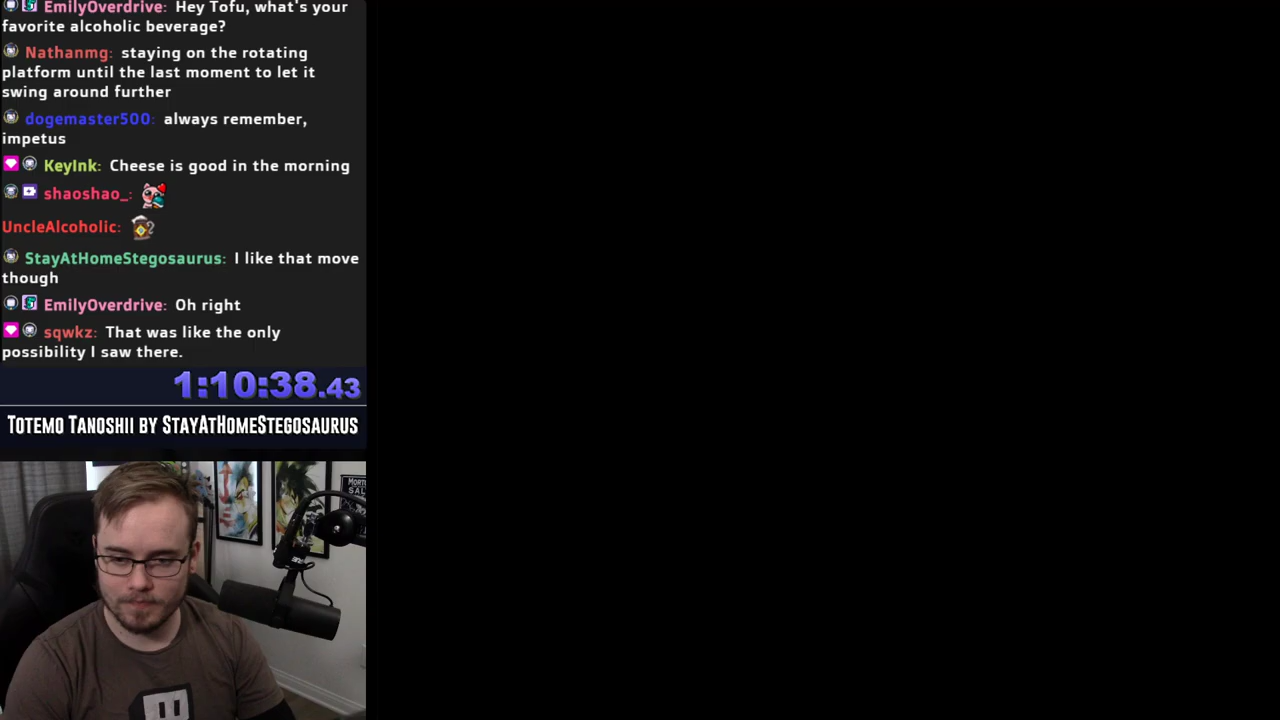 EmilyOverdrive: Hey Tofu, what's your
favorite alcoholic beverage?
Nathanmg: staying on the rotating
platform until the last moment to let it
swing around further
dogemaster500: always remember,
impetus
KeyInk: Cheese is good in the morning
shaoshao_:
UncleAlcoholic:
StayAtHomeStegosaurus: I like that move
though
EmilyOverdrive: Oh right
sqwkz: That was like the only
possibility I saw there.
1:10:38.43
Totemo Tanoshii by StayAtHomeStegosaurus